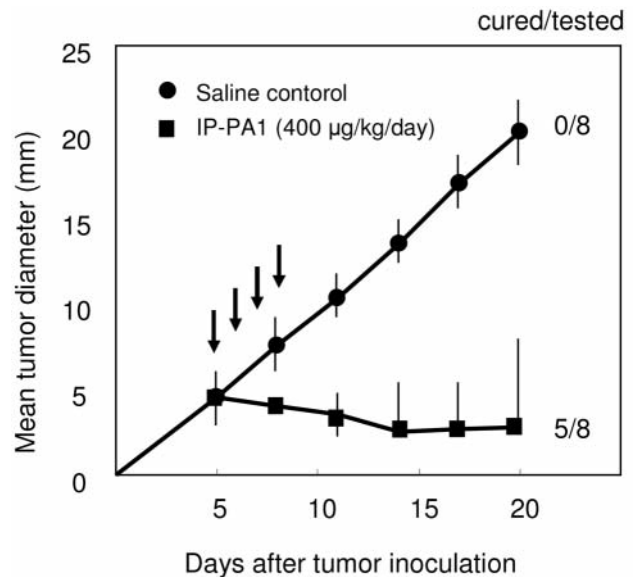 cured/tested
25
Saline contorol
IP-PA1 (400 µg/kg/day)
0/8
20
15
10
5
5/8
0
Mean tumor diameter (mm)
5 10 15 20
Days after tumor inoculation